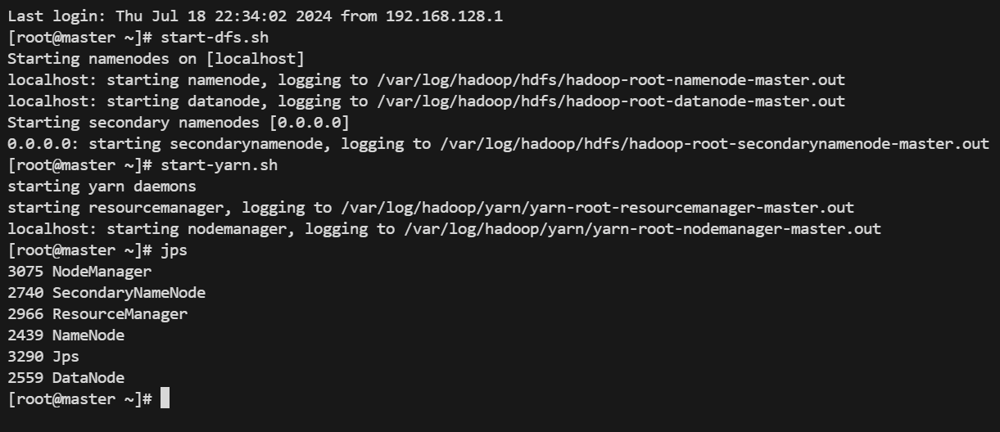 Last login: Thu Jul 18 22:34:02 2024 from 192.168.128.1
[root@master ~]# start-dfs.sh
Starting namenodes on [localhost]
localhost: starting namenode, logging to /var/log/hadoop/hdfs/hadoop-root-namenode-master.out
localhost: starting datanode, logging to /var/log/hadoop/hdfs/hadoop-root-datanode-master.out
Starting secondary namenodes [0.0.0.0]
0.0.0.0: starting secondarynamenode, logging to /var/log/hadoop/hdfs/hadoop-root-secondarynamenode-master.out
[root@master ~]# start-yarn.sh
starting yarn daemons
starting resourcemanager, logging to /var/log/hadoop/yarn/yarn-root-resourcemanager-master.out
localhost: starting nodemanager, logging to /var/log/hadoop/yarn/yarn-root-nodemanager-master.out
[root@master ~]# jps
3075 NodeManager
2740 SecondaryNameNode
2966 ResourceManager
2439 NameNode
3290 Jps
2559 DataNode
[root@master ~]#